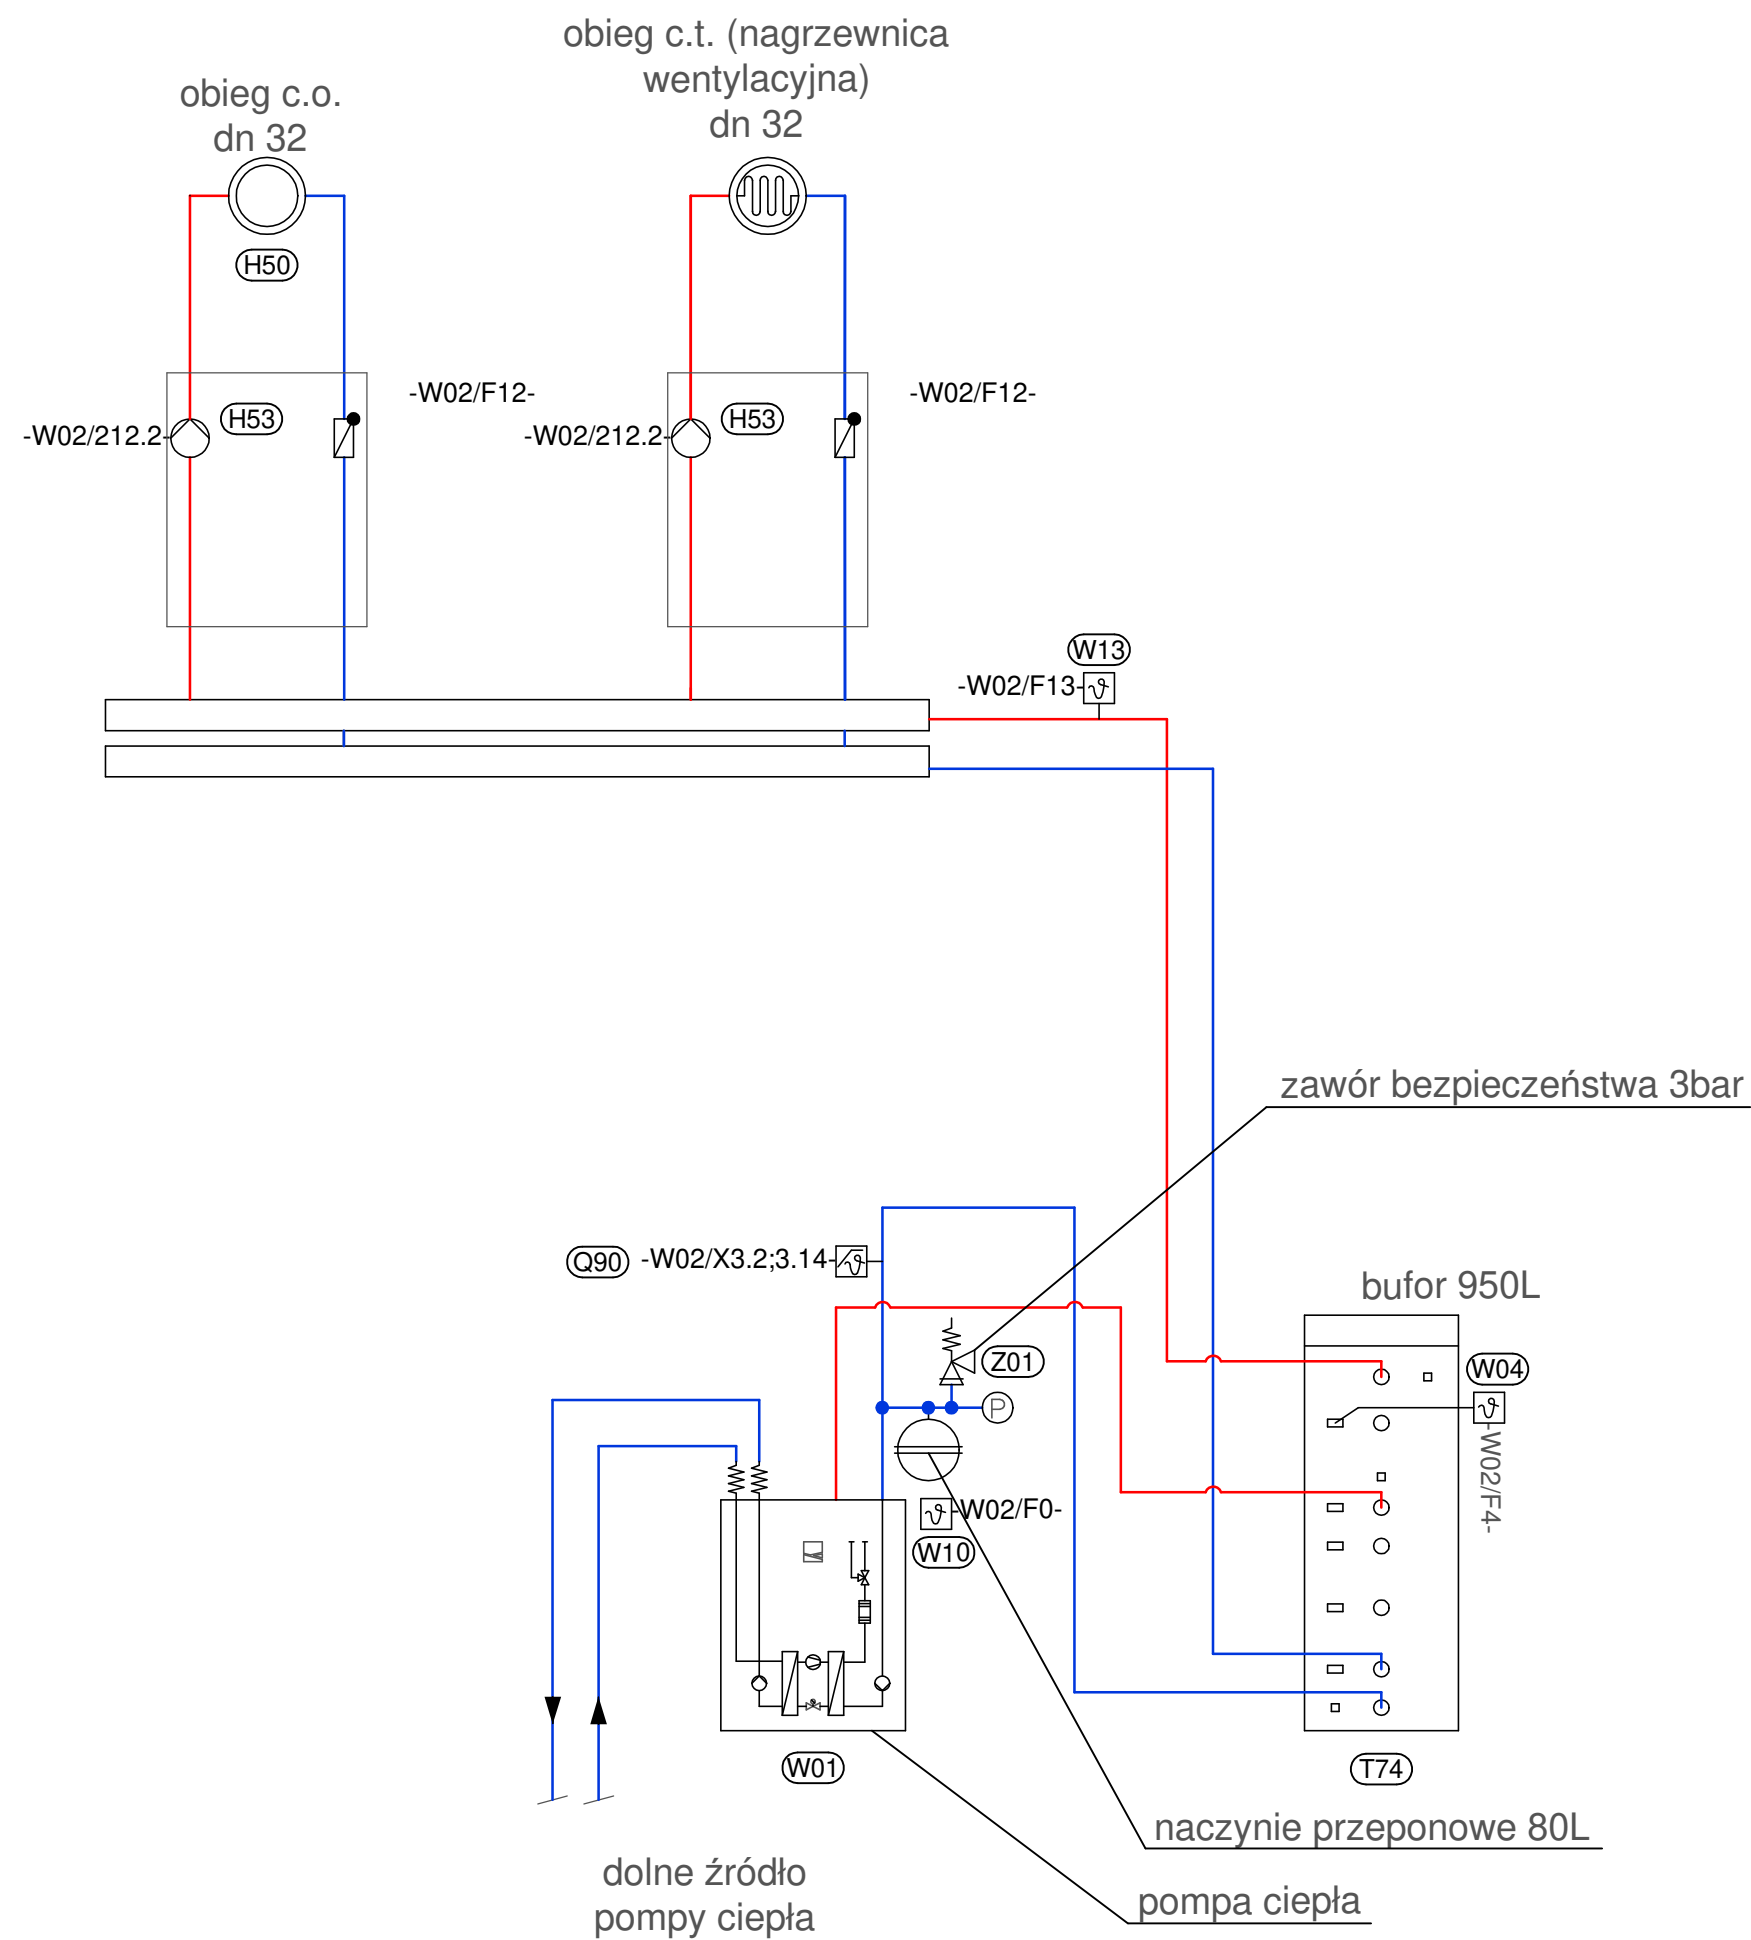 obieg c.t. (nagrzewnica
wentylacyjna)
dn 32
obieg c.o.
dn 32
H50
-W02/F12-
-W02/F12-
H53
H53
-W02/212.2-
-W02/212.2-
W13
-W02/F13-
zawór bezpieczeństwa 3bar
Q90
-W02/X3.2;3.14-
bufor 950L
Z01
W04
P
-W02/F4-
-W02/F0-
W10
W01
T74
naczynie przeponowe 80L
dolne źródło
pompy ciepła
pompa ciepła